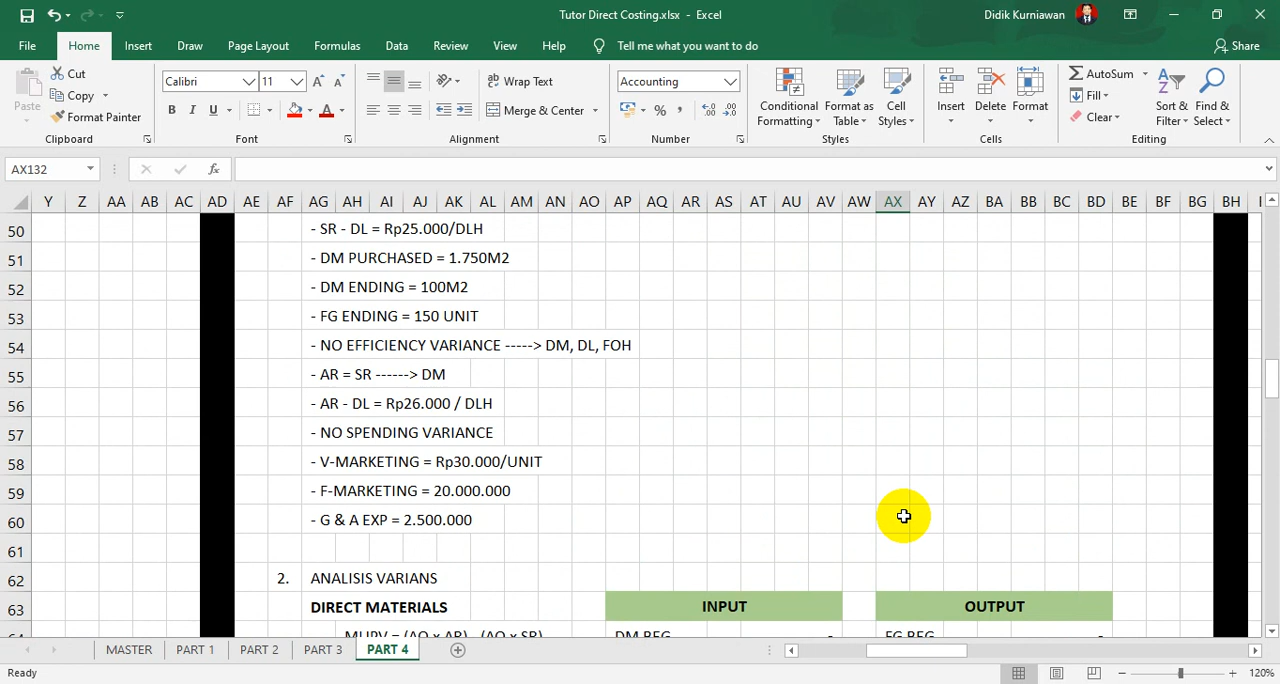 Tutor Direct Costing.xlsx - Excel
Didik Kurniawan
File Home Insert Draw Page Layout Formulas Data Review View Help Tell me what you want to do Share
Paste
Cut
Copy
Format Painter
Clipboard
Calibri 11
B I U
Font
Wrap Text
Merge & Center
Alignment
Accounting
Number
Conditional Formatting
Format as Table
Cell Styles
Styles
Insert Delete Format
Cells
AutoSum
Fill
Clear
Sort & Filter
Find & Select
Editing
AX132
fx
Y Z AA AB AC AD AE AF AG AH AI AJ AK AL AM AN AO AP AQ AR AS AT AU AV AW AX AY AZ BA BB BC BD BE BF BG BH
50 - SR - DL = Rp25.000/DLH
51 - DM PURCHASED = 1.750M2
52 - DM ENDING = 100M2
53 - FG ENDING = 150 UNIT
54 - NO EFFICIENCY VARIANCE -----> DM, DL, FOH
55 - AR = SR ------> DM
56 - AR - DL = Rp26.000 / DLH
57 - NO SPENDING VARIANCE
58 - V-MARKETING = Rp30.000/UNIT
59 - F-MARKETING = 20.000.000
60 - G & A EXP = 2.500.000
61
62 2. ANALISIS VARIANS
63 DIRECT MATERIALS INPUT OUTPUT
MASTER PART 1 PART 2 PART 3 PART 4
Ready
120%